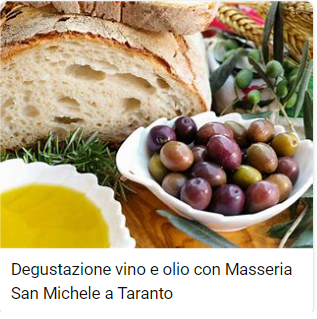 Degustazione vino e olio con Masseria
San Michele a Taranto